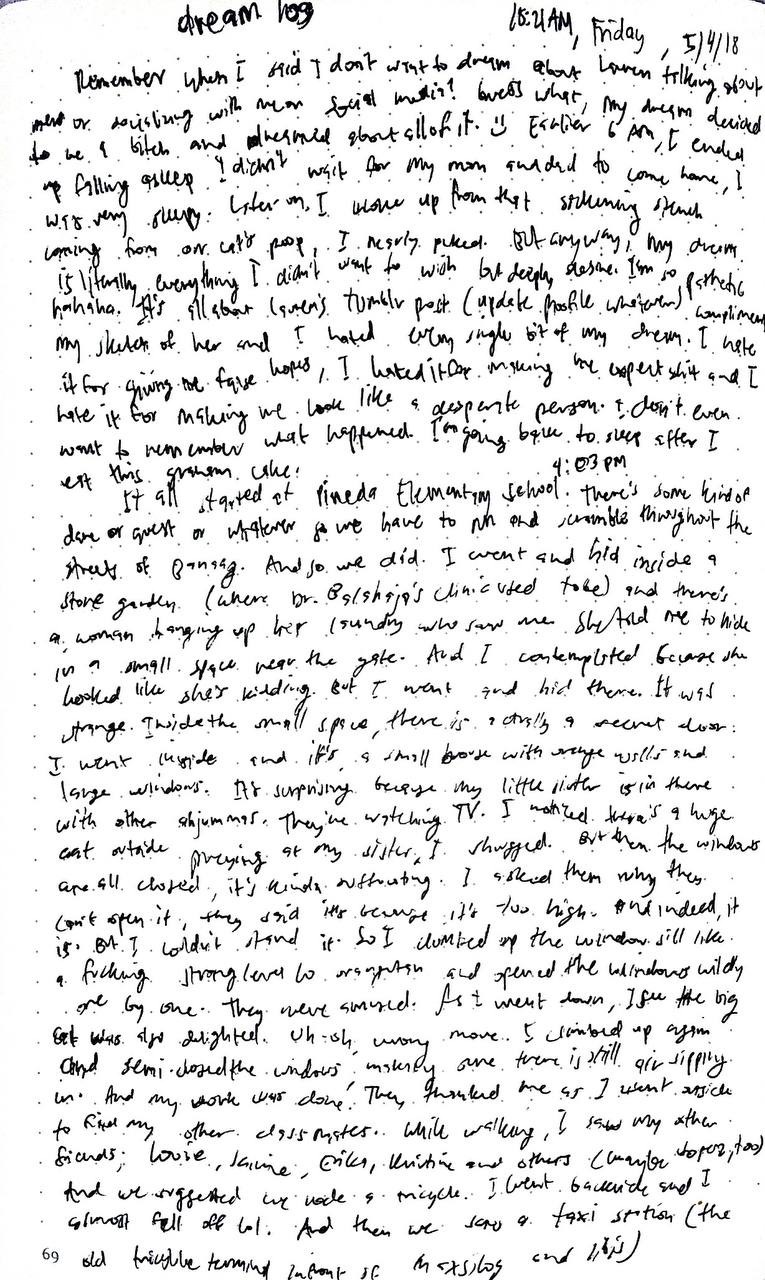 dream log
10:21AM, Friday, 5/4/18
Remember when I said I don't want to dream about Lauren talking about
or socializing with me on social media? Guess what, my dream decided
to be a bitch and dreamed about all of it. Earlier 6 AM, I ended
up falling asleep I didn't wait for my mom and dad to come home, I
was very sleepy. Later on, I woke up from that sickening stench
coming from our cat's poop, I nearly puked. But anyway, my dream
is literally everything I didn't want to wish but deeply desire. I'm so pathetic
hahaha. It's all about Lauren's tumblr post (update profile whatever) compliment
my sketch of her and I hated every single bit of my dream. I hate
it for giving me false hopes, I hated it for making me expect shit and I
hate it for making me look like a desperate person. I don't even
want to remember what happened. I'm going back to sleep after I
eat this graham cake.
4:03 PM
It all started at Pineda Elementary School. There's some kind of
dare or quest or whatever so we have to run and scramble throughout the
streets of . And so we did. I went and hid inside a
stone garden (where Dr. clinic used to be) and there's
a woman hanging up her laundry who saw me. She told me to hide
in a small space near the gate. And I contemplated because she
looked like she's kidding. But I went and hid there. It was
strange. Inside the small space, there is actually a secret door.
I went inside and it's a small house with orange walls and
large windows. It's surprising because my little sister is in there
with other ahjummas. They're watching TV. I noticed there's a huge
cat outside preying at my sister, I shrugged. But then the windows
are all closed, it's kinda suffocating. I asked them why they
can't open it, they said it's because it's too high. And indeed, it
is. But I couldn't stand it. So I climbed up the window sill like
a fucking strong level 60 orangutan and opened the windows wildly
one by one. They were amused. As I went down, I see the big
cat was also delighted. Uh-oh, wrong move. I climbed up again
and semi-closed the windows, making sure there is still air sipping
in. And my work was done! They thanked me as I went outside
to find my other classmates. While walking, I saw my other
friends; Louie, , Erika, Kristine and others (maybe , too)
And we suggested we rode a tricycle. I went backride and I
almost fell off lol. And then we saw a taxi station (the
69 old tricycle terminal infront of and )